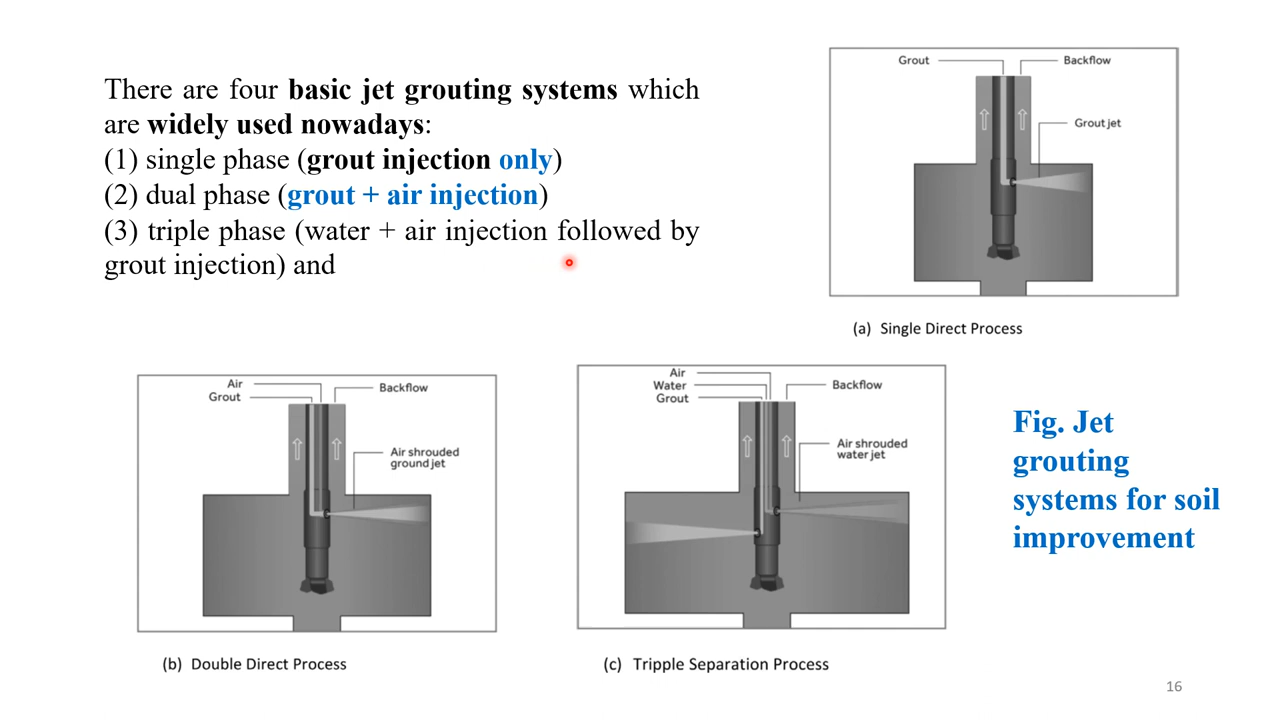 There are four basic jet grouting systems which
are widely used nowadays:
(1) single phase (grout injection only)
(2) dual phase (grout + air injection)
(3) triple phase (water + air injection followed by
grout injection) and
Grout
Backflow
Grout jet
(a) Single Direct Process
Air
Grout
Backflow
Air shrouded
ground jet
(b) Double Direct Process
Air
Water
Grout
Backflow
Air shrouded
water jet
(c) Tripple Separation Process
Fig. Jet
grouting
systems for soil
improvement
16